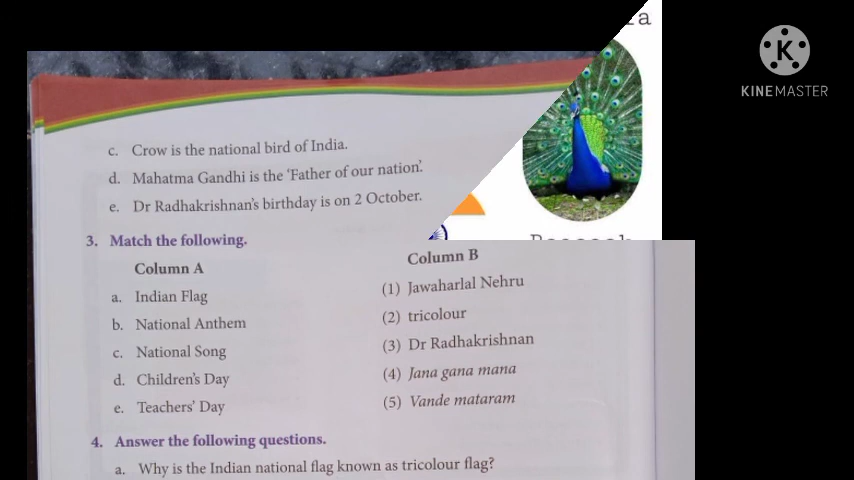 KINEMASTER
c. Crow is the national bird of India.
d. Mahatma Gandhi is the 'Father of our nation'.
e. Dr Radhakrishnan's birthday is on 2 October.
3. Match the following.
Column A Column B
a. Indian Flag (1) Jawaharlal Nehru
b. National Anthem (2) tricolour
c. National Song (3) Dr Radhakrishnan
d. Children's Day (4) Jana gana mana
e. Teachers' Day (5) Vande mataram
4. Answer the following questions.
a. Why is the Indian national flag known as tricolour flag?